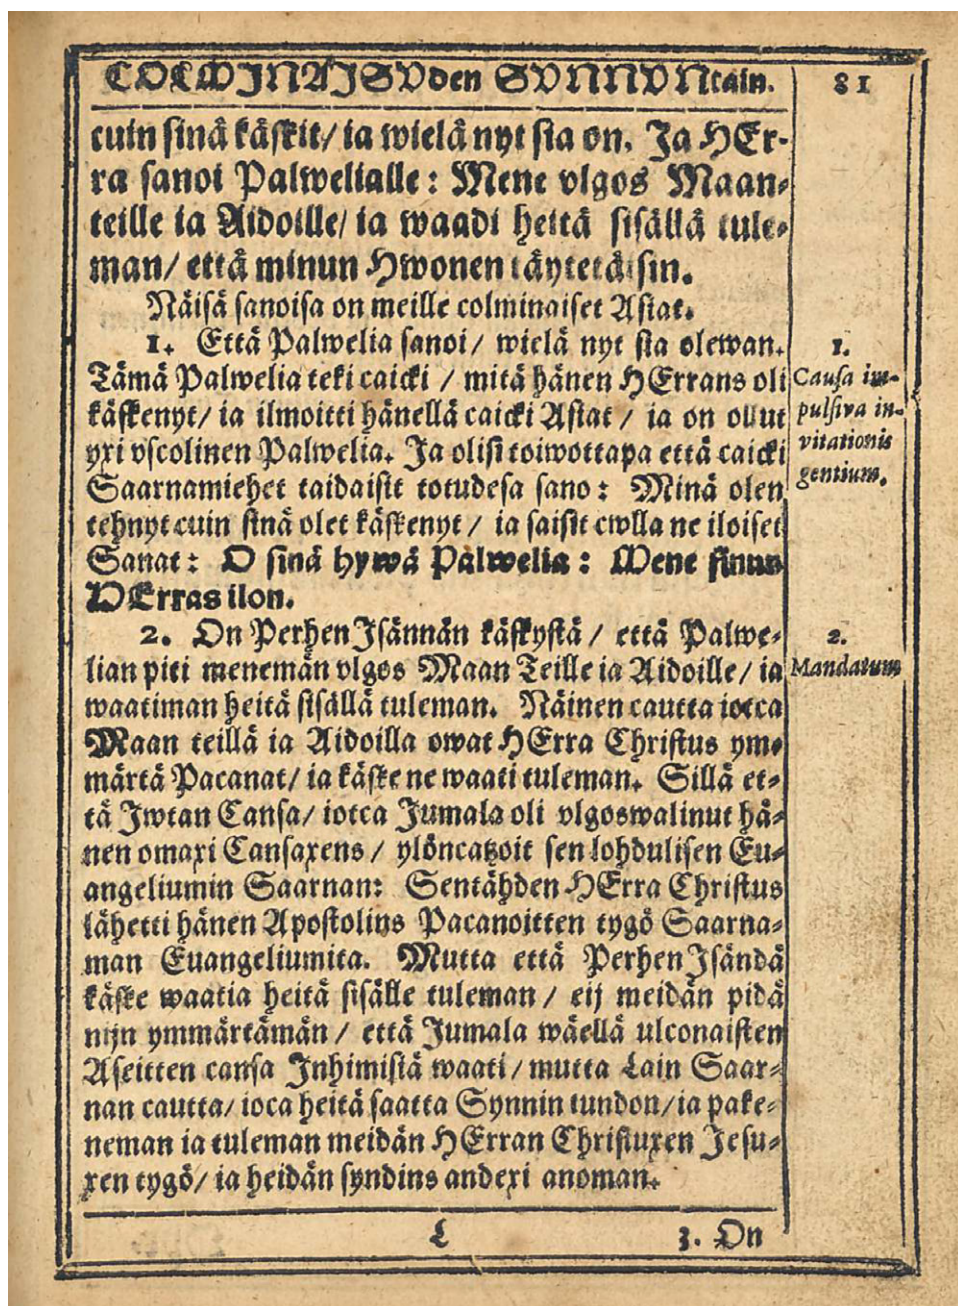 COLMINAISUden SUNNUNtain. 81
cuin sinä käskit/ ia wielä nyt sia on. Ja HEr-
ra sanoi Palwelialle: Mene vlgos Maan-
teille ia Aidoille/ ia waadi heitä sisällä tule-
man/ että minun Hwonen täytetäisin.
Näisä sanoisa on meille colminaiset Asiat.
1. Että Palwelia sanoi/ wielä nyt sia olewan.
Tämä Palwelia teki caicki / mitä hänen HErrans oli
käskenyt/ ia ilmoitti hänellä caicki Asiat / ia on ollut
yxi vscolinen Palwelia. Ja olisi toiwottapa että caicki
Saarnamiehet taidaisit totudesa sano: Minä olen
tehnyt cuin sinä olet käskenyt / ia saisit cwlla ne iloiset
Sanat: O sinä hywä Palwelia: Mene sinun
HErras ilon.
2. On Perhen Isännän käskystä / että Palwe-
lian piti menemän vlgos Maan Teille ia Aidoille/ ia
waatiman heitä sisällä tuleman. Näinen cautta iotca
Maan teillä ia Aidoilla owat HErra Christus ym-
märtä Pacanat/ ia käske ne waati tuleman. Sillä et-
tä Jwtan Cansa/ iotca Jumala oli vlgoswalinut hä-
nen omaxi Cansaxens / ylöncatzoit sen lohdulisen Eu-
angeliumin Saarnan: Sentähden HErra Christus
lähetti hänen Apostolins Pacanoitten tygö Saarna-
man Euangeliumita. Mutta että Perhen Isändä
käske waatia heitä sisälle tuleman / eij meidän pidä
nijn ymmärtämän / että Jumala wäellä ulconaisten
Aseitten cansa Inhimistä waati / mutta Lain Saar-
nan cautta/ ioca heitä saatta Synnin tundon/ ia pake-
neman ia tuleman meidän HErran Christuxen Jesu-
xen tygö/ ia heidän syndins andexi anoman.
L 3. On
1.
Causa im-
pulsiva in-
vitationis
gentium.
2.
Mandatum